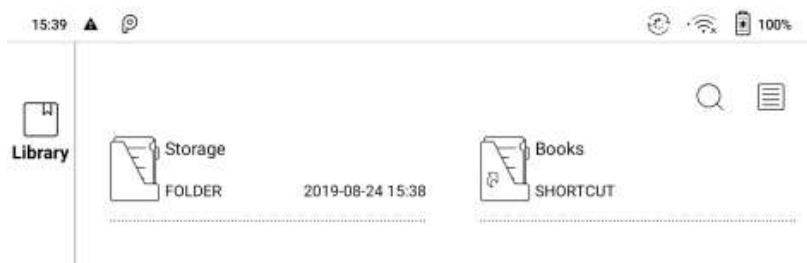 15:39 100%
Library
Storage
FOLDER 2019-08-24 15:38
Books
SHORTCUT